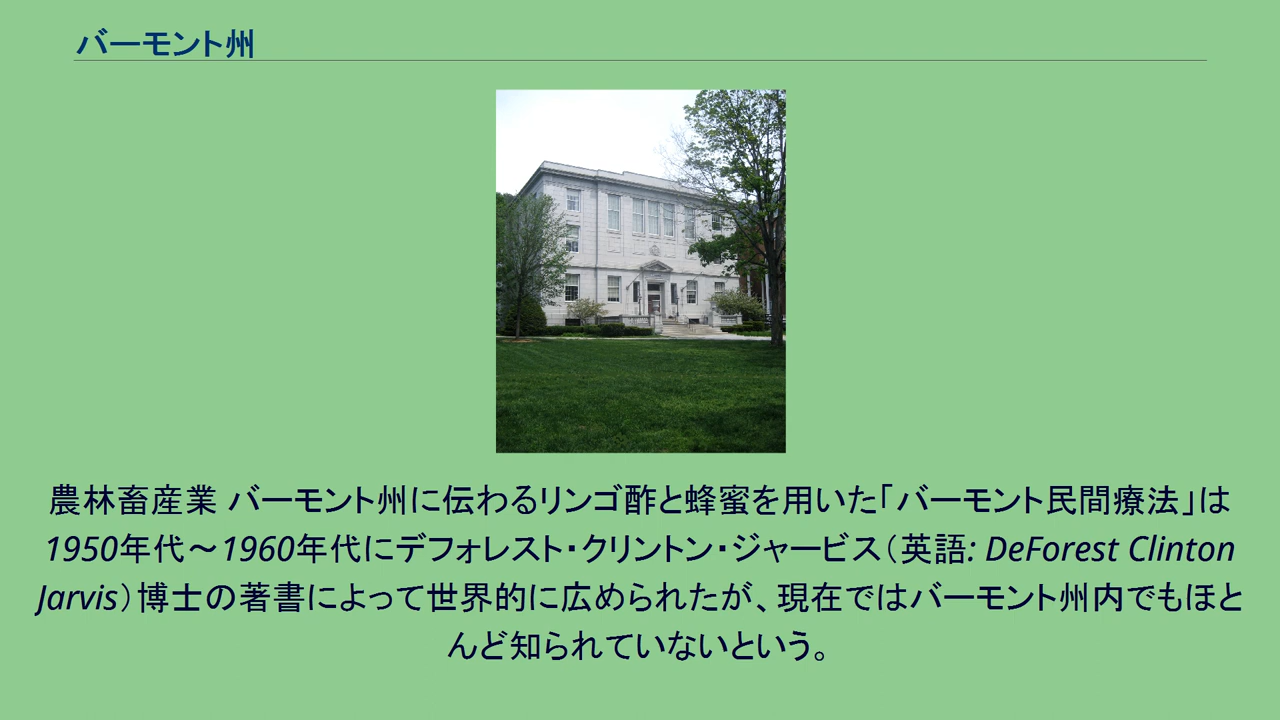 バーモント州
農林畜産業 バーモント州に伝わるリンゴ酢と蜂蜜を用いた「バーモント民間療法」は
1950年代～1960年代にデフォレスト・クリントン・ジャービス（英語: DeForest Clinton
Jarvis）博士の著書によって世界的に広められたが、現在ではバーモント州内でもほと
んど知られていないという。